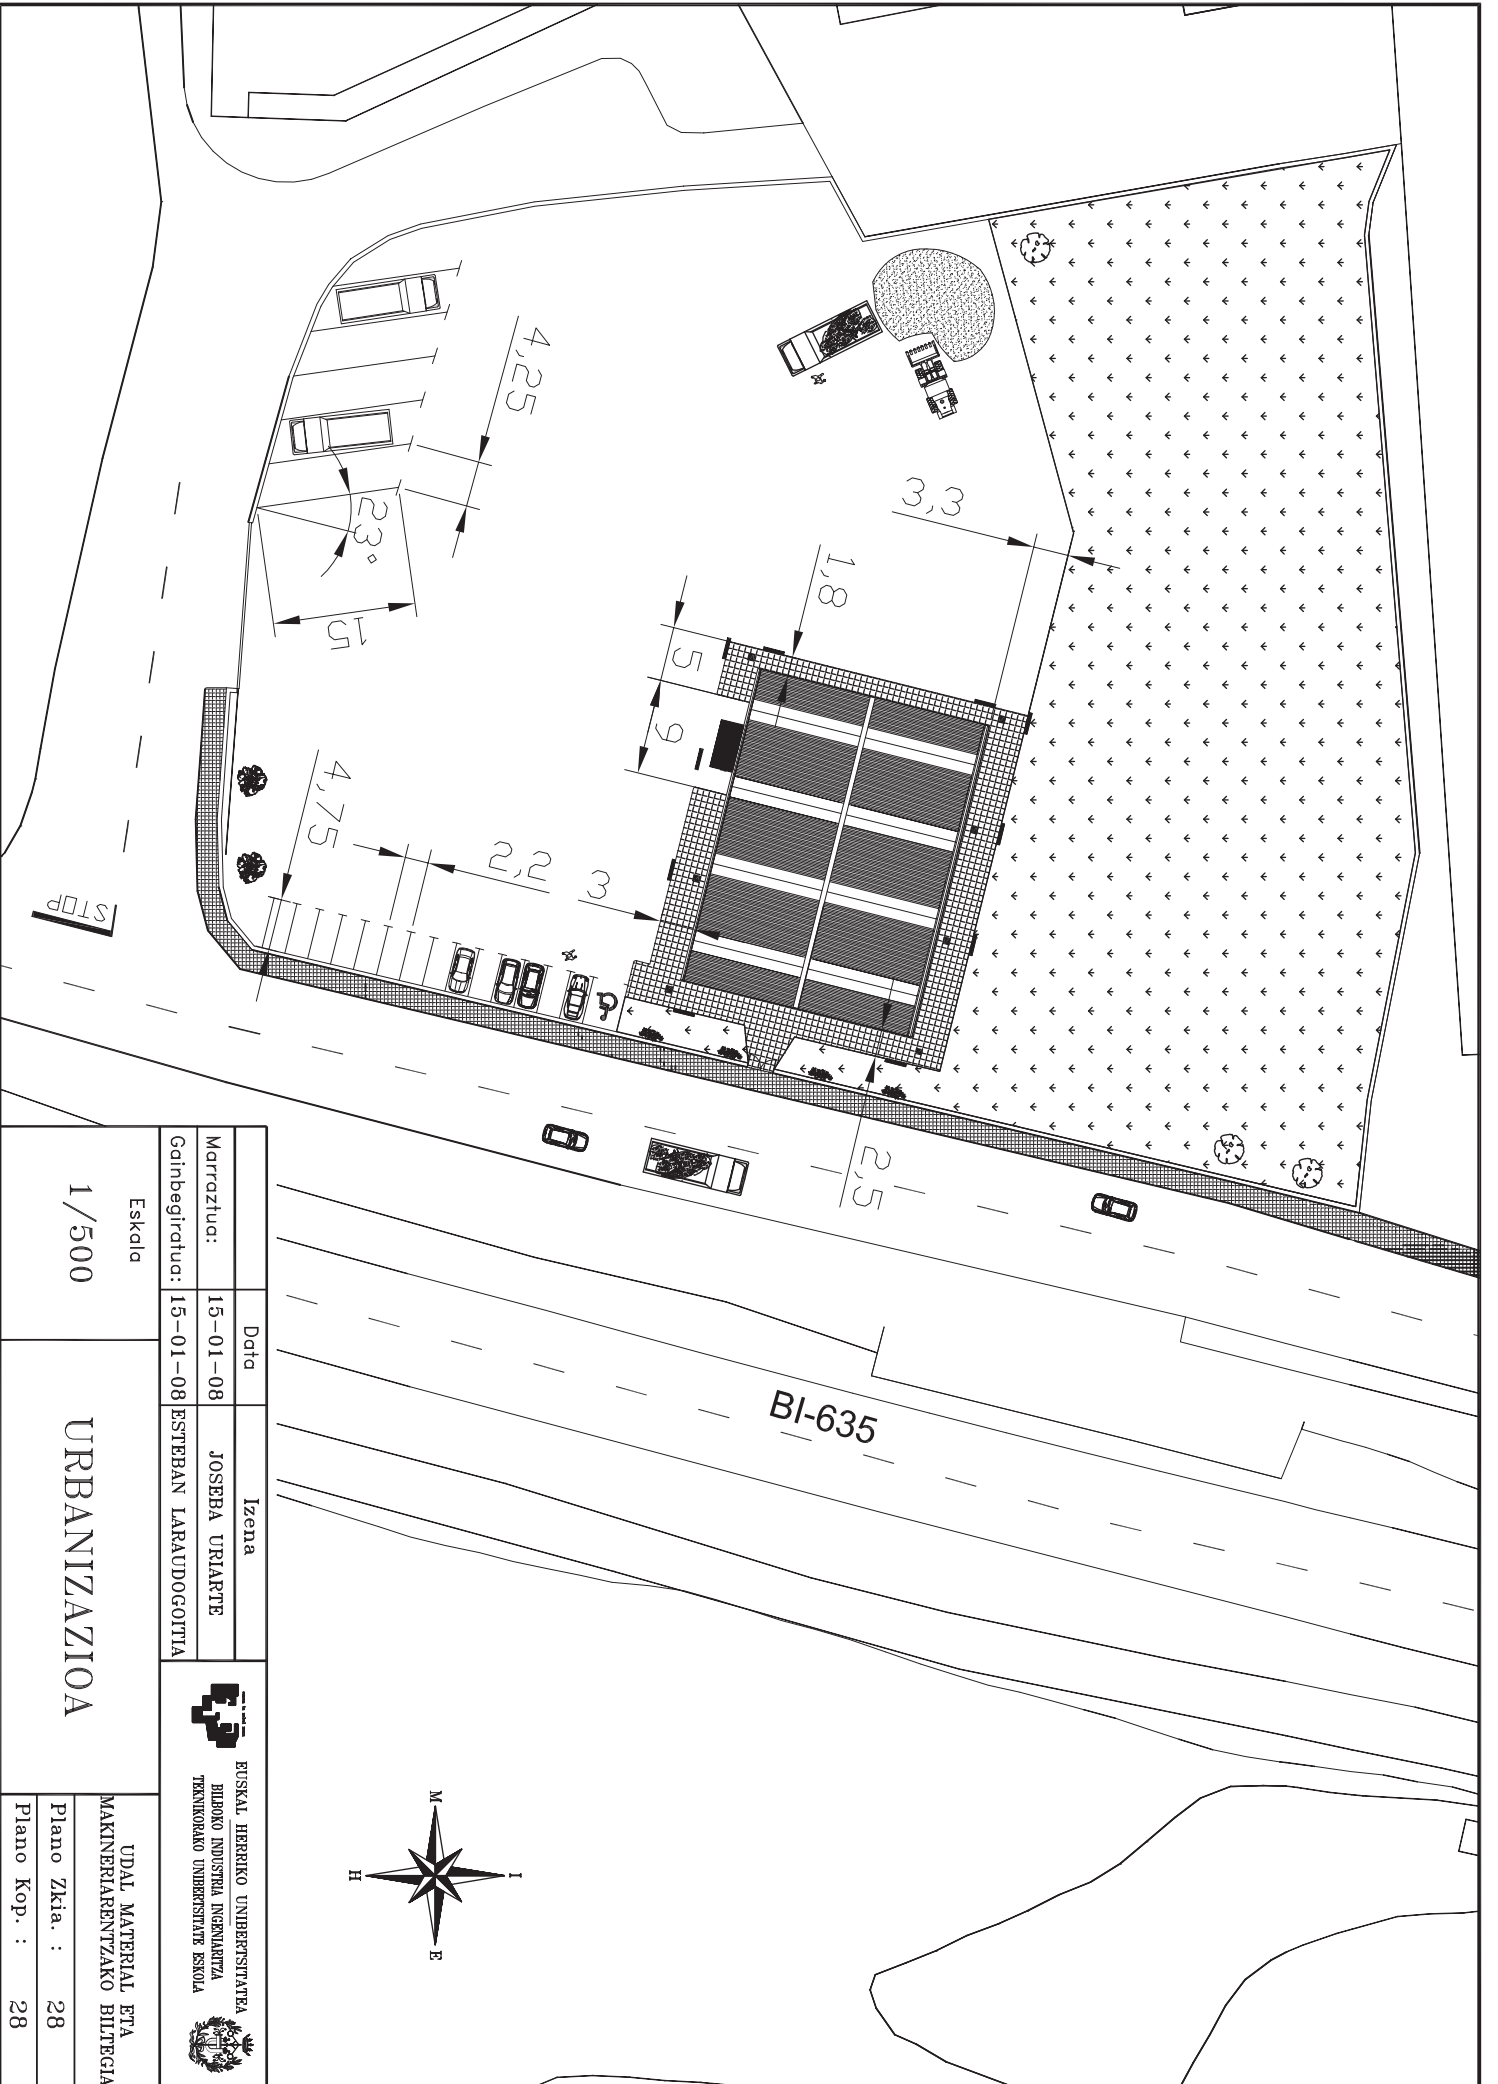 4,25
23°
15
3,3
1,8
5
9
4,75
2,2
3
2,5
STOP
BI-635
M
I
H
E
Data
Izena
Marraztua:
15-01-08
JOSEBA URIARTE
Gainbegiratua:
15-01-08
ESTEBAN LARAUDOGOITIA
EUSKAL HERRIKO UNIBERTSITATEA
BILBOKO INDUSTRIA INGENIARITZA
TEKNIKORAKO UNIBERTSITATE ESKOLA
Eskala
1/500
URBANIZAZIOA
UDAL MATERIAL ETA
MAKINERIARENTZAKO BILTEGIA
Plano Zkia. : 28
Plano Kop. : 28